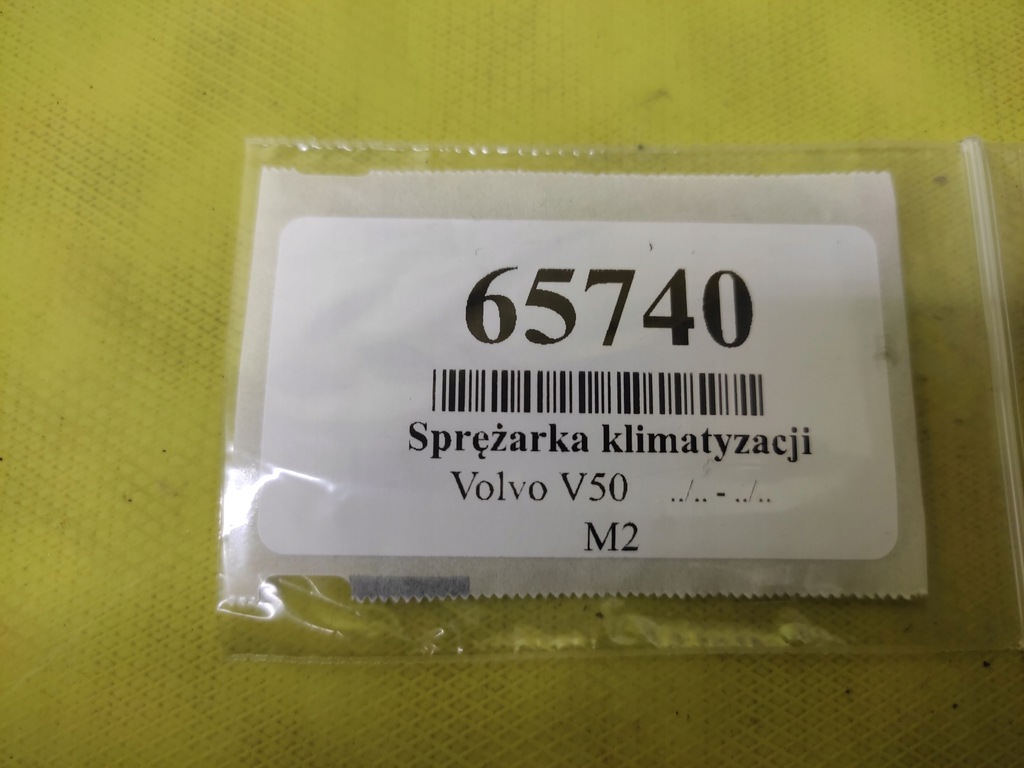 65740
Sprężarka klimatyzacji
Volvo V50 ../.. - ../..
M2